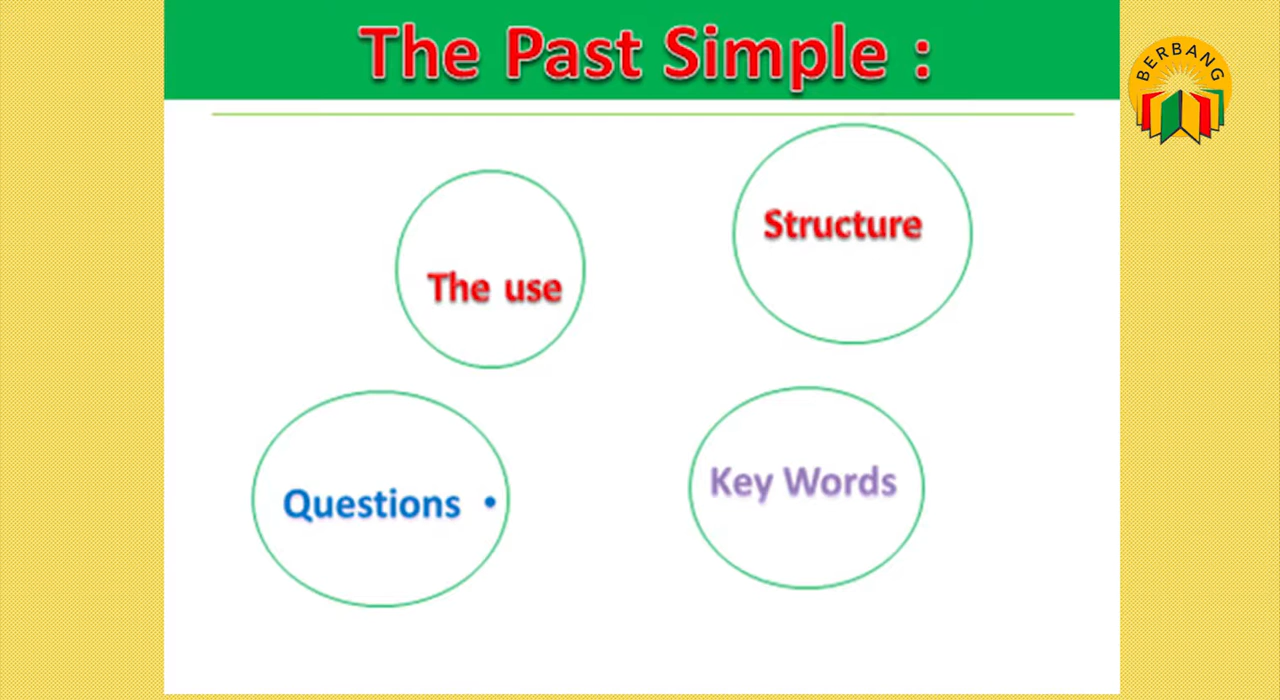 The Past Simple :
BERBANG
The use
Structure
Questions •
Key Words